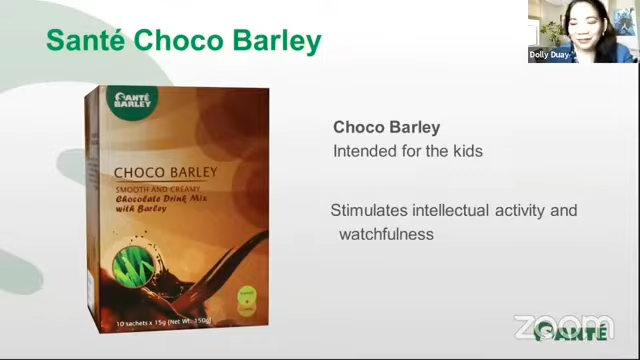 Santé Choco Barley
Dolly Duay
SANTÉ
BARLEY
CHOCO BARLEY
SMOOTH AND CREAMY
Chocolate Drink Mix
with Barley
10 sachets x 15g (Net Wt. 150g)
Choco Barley
Intended for the kids
Stimulates intellectual activity and
watchfulness
zoom
SANTÉ